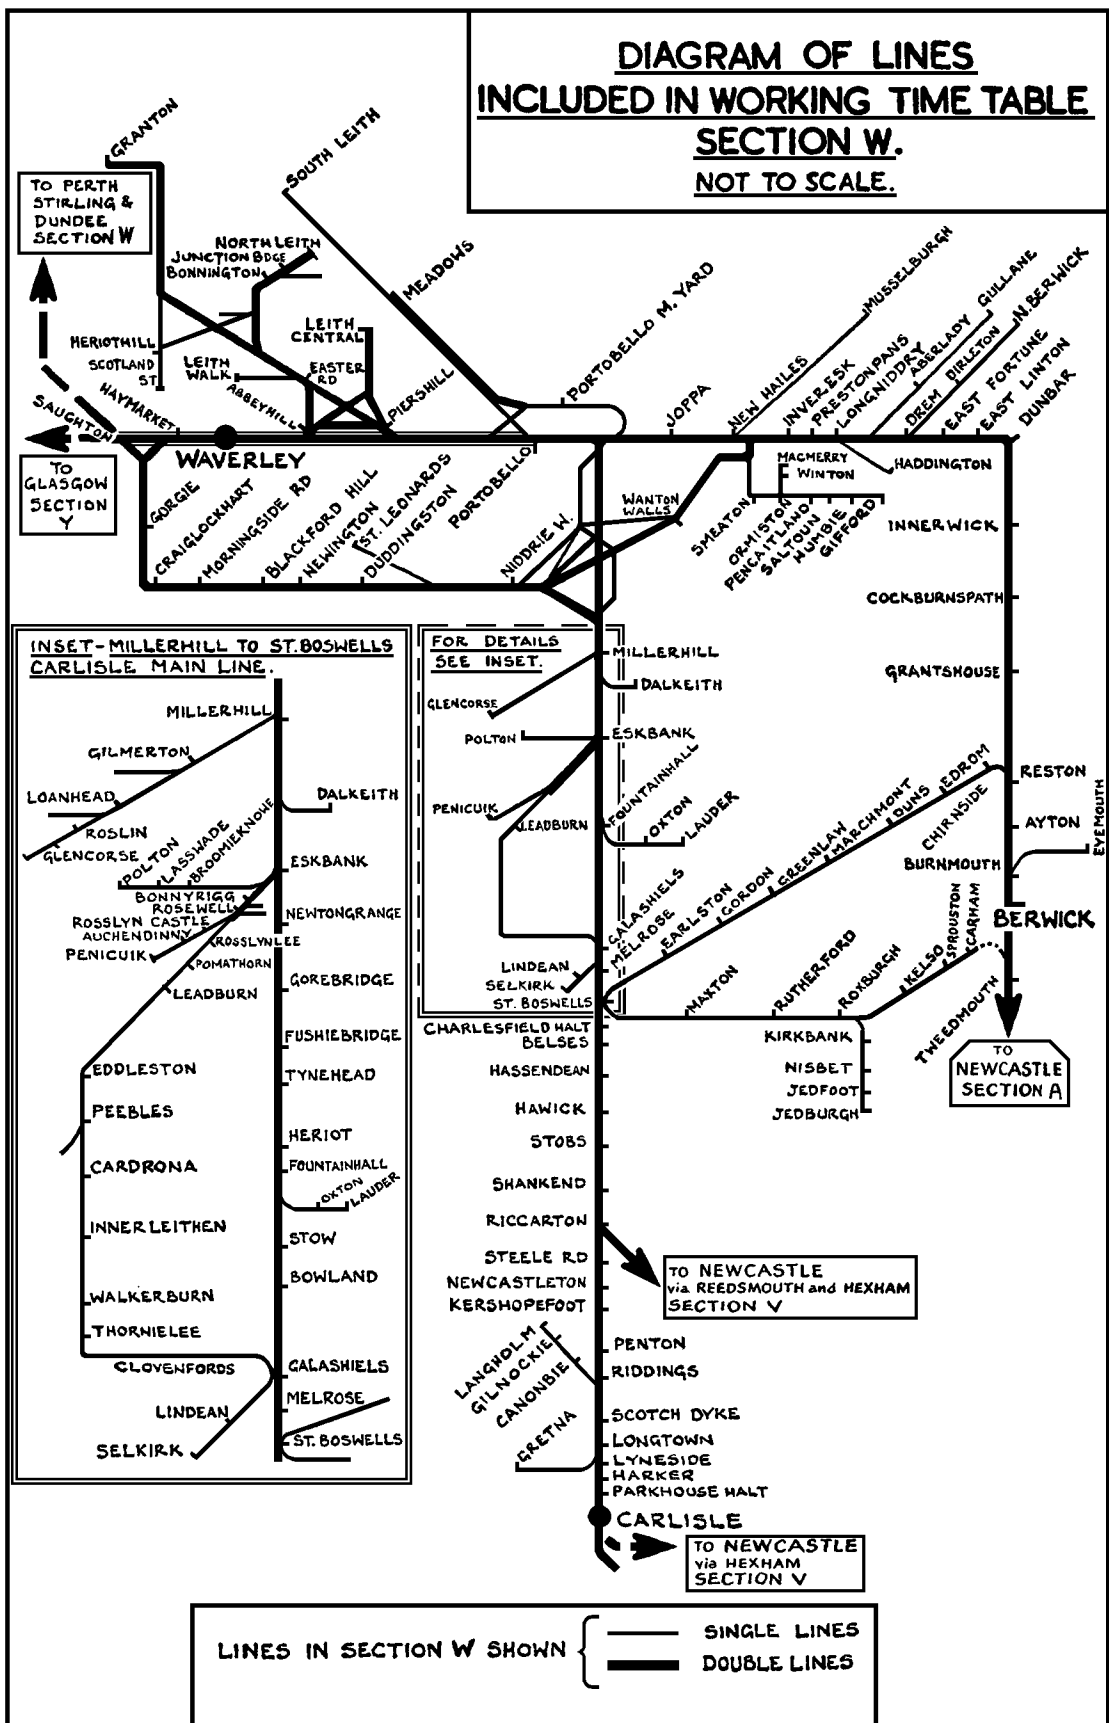 DIAGRAM OF LINES
INCLUDED IN WORKING TIME TABLE
SECTION W.
NOT TO SCALE.
GRANTON
SOUTH LEITH
TO PERTH
STIRLING &
DUNDEE
SECTION W
NORTH LEITH
JUNCTION BDGE
BONNINGTON
MEADOWS
PORTOBELLO M. YARD
MUSSELBURGH
GULLANE
N. BERWICK
HERIOTHILL
SCOTLAND
ST
LEITH
CENTRAL
LEITH
WALK
EASTER
RD
ABBEYHILL
PIERSHILL
HAYMARKET
SAUGHTON
JOPPA
NEW HAILES
INVERESK
PRESTONPANS
LONGNIDDRY
ABERLADY
DREM
DIRLETON
EAST FORTUNE
EAST LINTON
DUNBAR
WAVERLEY
TO
GLASGOW
SECTION
Y
GORGIE
CRAIGLOCKHART
MORNINGSIDE RD
BLACKFORD HILL
NEWINGTON
ST. LEONARDS
DUDDINGSTON
PORTOBELLO
NIDDRIE W.
WANTON
WALLS
MACMERRY
WINTON
HADDINGTON
SMEATON
ORMISTON
PENCAITLAND
SALTOUN
HUMBIE
GIFFORD
INNERWICK
COCKBURNSPATH
GRANTSHOUSE
RESTON
AYTON
EYEMOUTH
BURNMOUTH
BERWICK
INSET-MILLERHILL TO ST. BOSWELLS
CARLISLE MAIN LINE.
MILLERHILL
GILMERTON
LOANHEAD
ROSLIN
GLENCORSE
DALKEITH
POLTON
LASSWADE
BROOMIEKNOWE
ESKBANK
BONNYRIGG
ROSEWELL
ROSSLYN CASTLE
AUCHENDINNY
PENICUIK
NEWTONGRANGE
ROSSLYNLEE
POMATHORN
LEADBURN
GOREBRIDGE
FUSHIEBRIDGE
EDDLESTON
TYNEHEAD
PEEBLES
HERIOT
CARDRONA
FOUNTAINHALL
OXTON
LAUDER
INNERLEITHEN
STOW
BOWLAND
WALKERBURN
THORNIELEE
CLOVENFORDS
GALASHIELS
MELROSE
LINDEAN
SELKIRK
ST. BOSWELLS
FOR DETAILS
SEE INSET.
MILLERHILL
DALKEITH
GLENCORSE
POLTON
ESKBANK
PENICUIK
LEADBURN
FOUNTAINHALL
OXTON
LAUDER
GALASHIELS
MELROSE
EARLSTON
GORDON
GREENLAW
MARCHMONT
DUNS
CHIRNSIDE
EDROM
LINDEAN
SELKIRK
ST. BOSWELLS
MAXTON
RUTHERFORD
ROXBURGH
KELSO
SPROUSTON
CARHAM
TWEEDMOUTH
KIRKBANK
NISBET
JEDFOOT
JEDBURGH
TO
NEWCASTLE
SECTION A
CHARLESFIELD HALT
BELSES
HASSENDEAN
HAWICK
STOBS
SHANKEND
RICCARTON
STEELE RD
NEWCASTLETON
KERSHOPEFOOT
TO NEWCASTLE
via REEDSMOUTH and HEXHAM
SECTION V
PENTON
RIDDINGS
LANGHOLM
GILNOCKIE
CANONBIE
GRETNA
SCOTCH DYKE
LONGTOWN
LYNESIDE
HARKER
PARKHOUSE HALT
CARLISLE
TO NEWCASTLE
via HEXHAM
SECTION V
LINES IN SECTION W SHOWN
SINGLE LINES
DOUBLE LINES